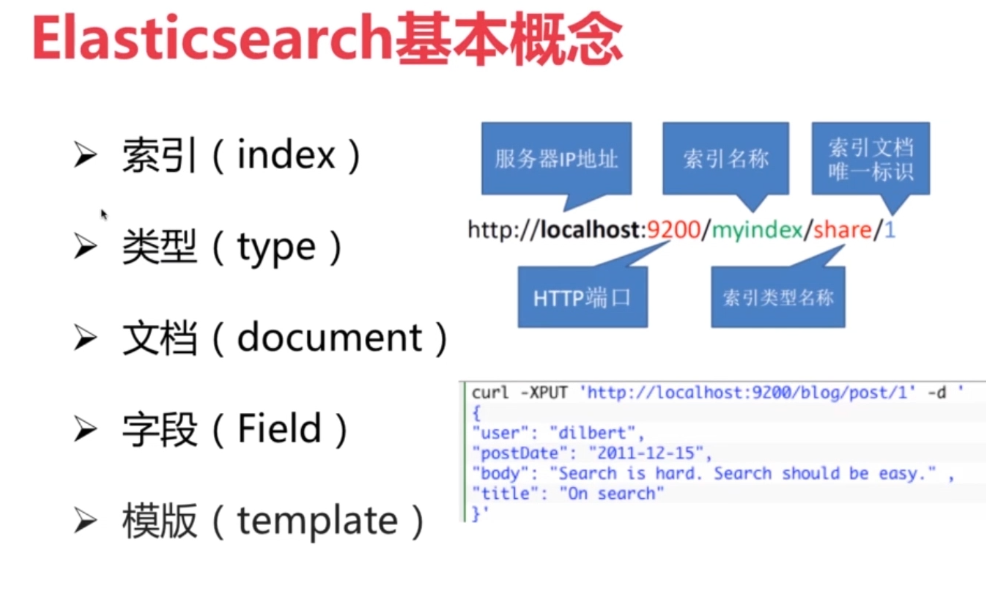 Elasticsearch基本概念
索引（index）
类型（type）
文档（document）
字段（Field）
模版（template）
服务器IP地址
索引名称
索引文档
唯一标识
http://localhost:9200/myindex/share/1
HTTP端口
索引类型名称
curl -XPUT 'http://localhost:9200/blog/post/1' -d '
{
"user": "dilbert",
"postDate": "2011-12-15",
"body": "Search is hard. Search should be easy." ,
"title": "On search"
}'